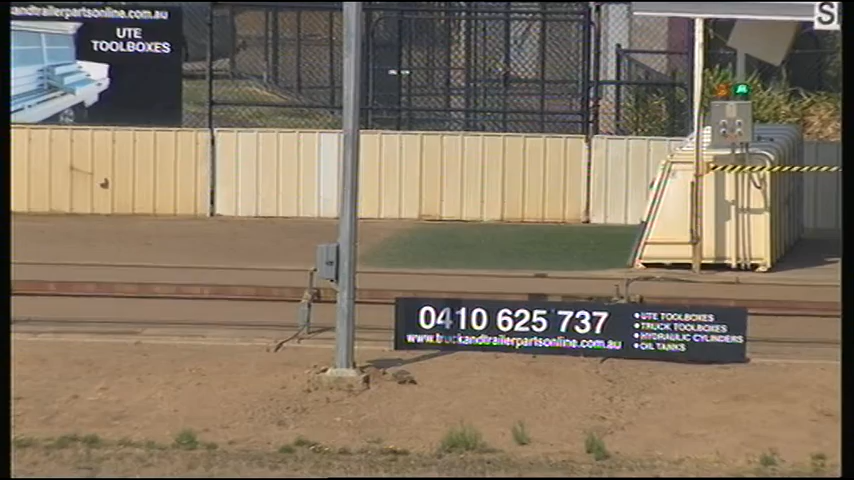 andtrailerpartsonline.com.au
UTE
TOOLBOXES
S
0410 625 737
www.truckandtrailerpartsonline.com.au
UTE TOOLBOXES
TRUCK TOOLBOXES
HYDRAULIC CYLINDERS
OIL TANKS